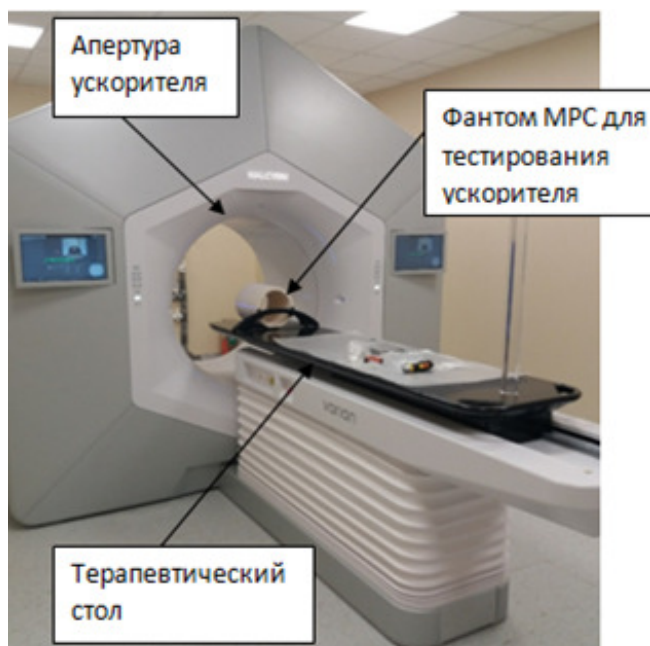 Апертура
ускорителя
Фантом МРС для
тестирования
ускорителя
HALCYON
varian
Терапевтический
стол